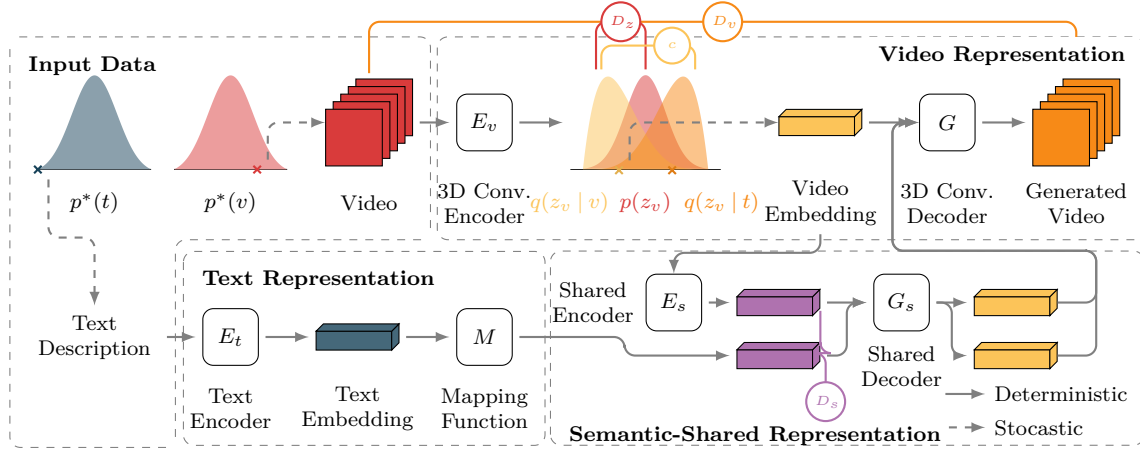 D_z
D_v
c
Input Data
Video Representation
E_v
G
p*(t)
p*(v)
Video
3D Conv.
Encoder
q(z_v | v)
p(z_v)
q(z_v | t)
Video
Embedding
3D Conv.
Decoder
Generated
Video
Text Representation
Shared
Encoder
E_s
G_s
Text
Description
E_t
M
Shared
Decoder
D_s
Text
Encoder
Text
Embedding
Mapping
Function
Deterministic
Semantic-Shared Representation
Stocastic